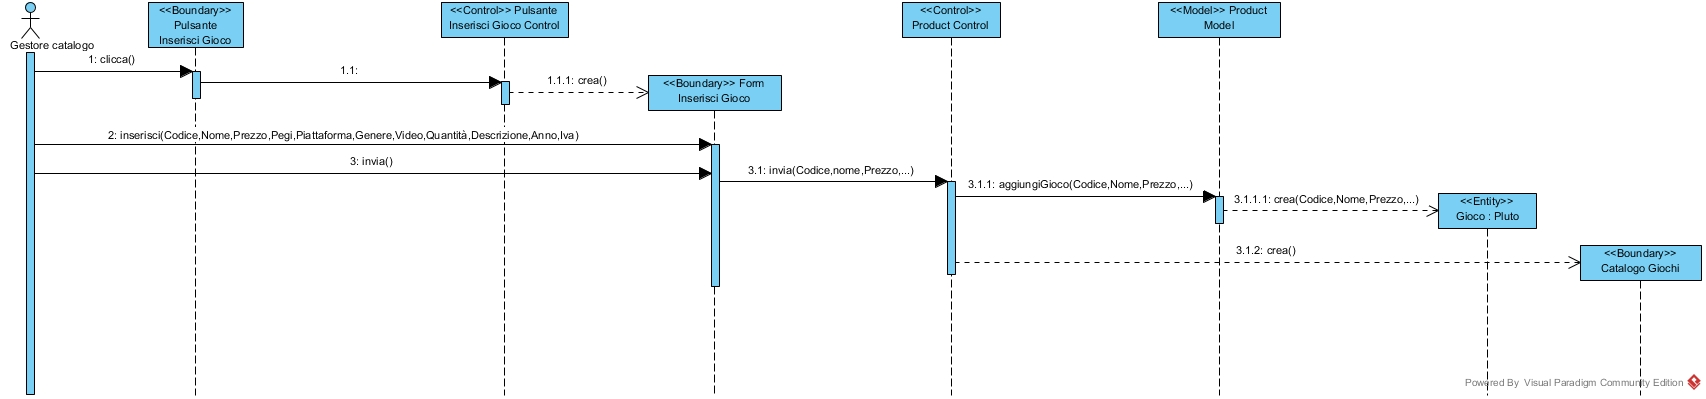 Gestore catalogo
<<Boundary>>
Pulsante
Inserisci Gioco
<<Control>> Pulsante
Inserisci Gioco Control
<<Control>>
Product Control
<<Model>> Product
Model
1: clicca()
1.1:
1.1.1: crea()
<<Boundary>> Form
Inserisci Gioco
2: inserisci(Codice,Nome,Prezzo,Pegi,Piattaforma,Genere,Video,Quantità,Descrizione,Anno,Iva)
3: invia()
3.1: invia(Codice,nome,Prezzo,...)
3.1.1: aggiungiGioco(Codice,Nome,Prezzo,...)
3.1.1.1: crea(Codice,Nome,Prezzo,...)
<<Entity>>
Gioco : Pluto
3.1.2: crea()
<<Boundary>>
Catalogo Giochi
Powered By Visual Paradigm Community Edition